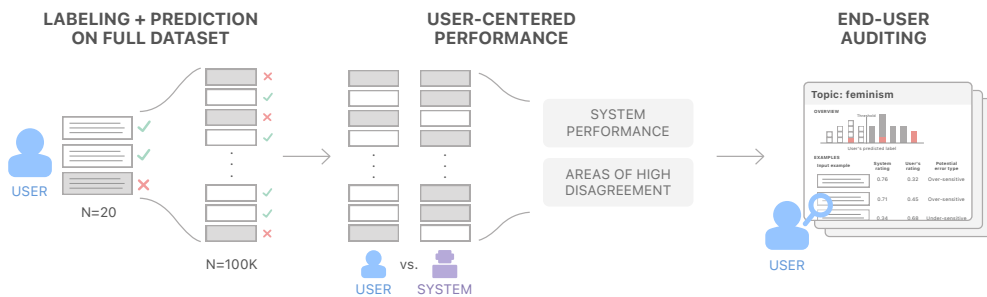 LABELING + PREDICTION
ON FULL DATASET
USER
N=20
N=100K
USER-CENTERED
PERFORMANCE
USER
vs.
SYSTEM
SYSTEM
PERFORMANCE
AREAS OF HIGH
DISAGREEMENT
END-USER
AUDITING
Topic: feminism
OVERVIEW
Threshold
User's predicted label
EXAMPLES
Input example
System
rating
User's
rating
Potential
error type
0.76 0.32 Over-sensitive
0.71 0.45 Over-sensitive
0.34 0.68 Under-sensitive
USER